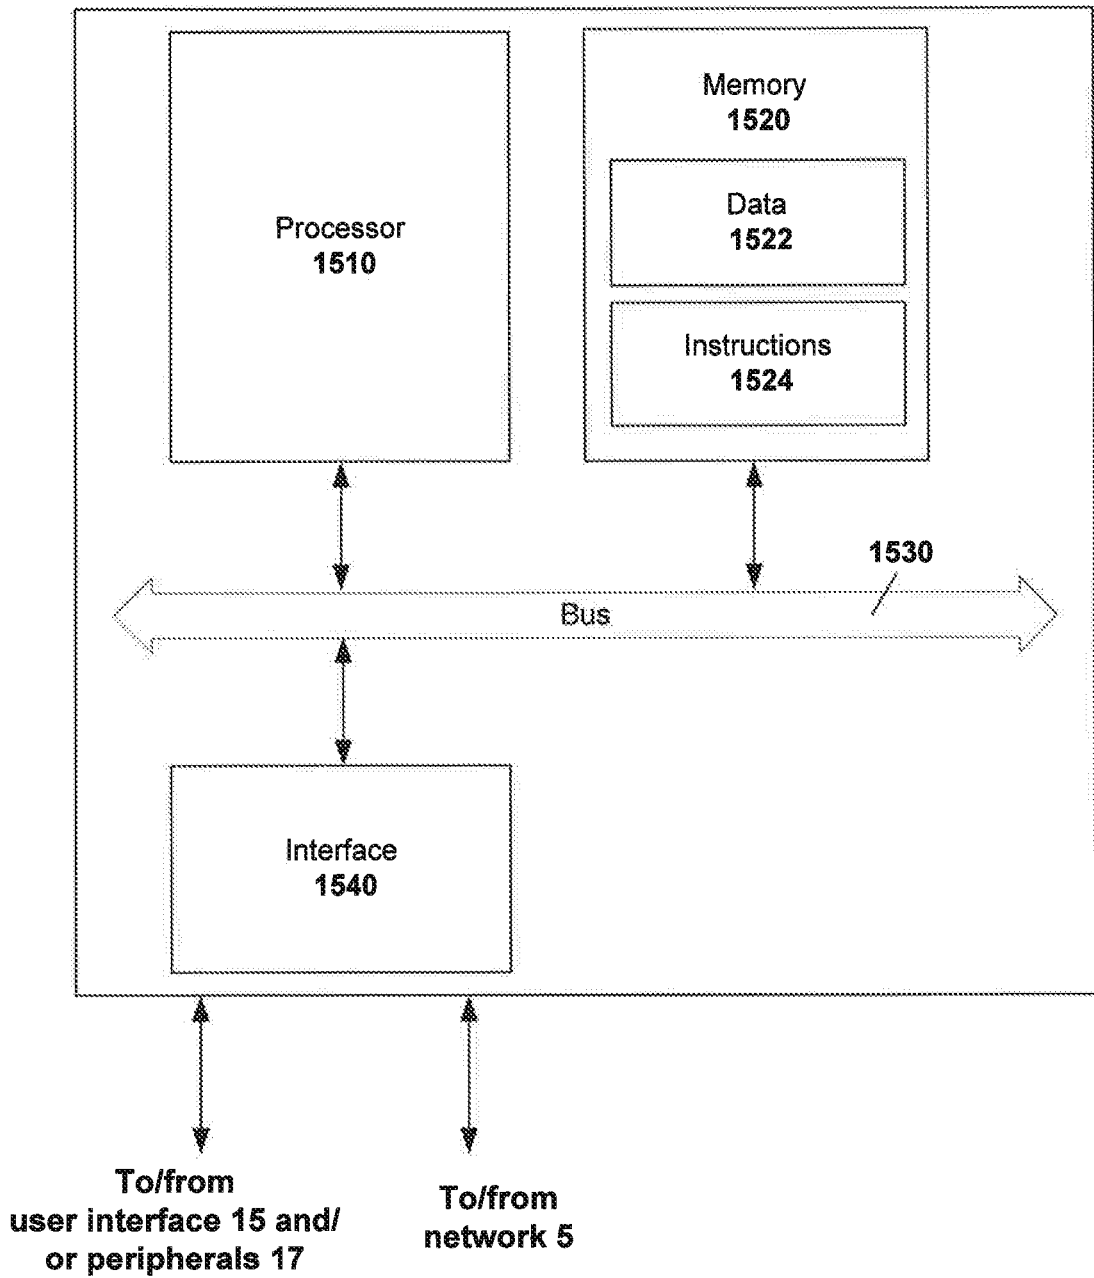 Processor
1510
Memory
1520
Data
1522
Instructions
1524
1530
Bus
Interface
1540
To/from
user interface 15 and/
or peripherals 17
To/from
network 5